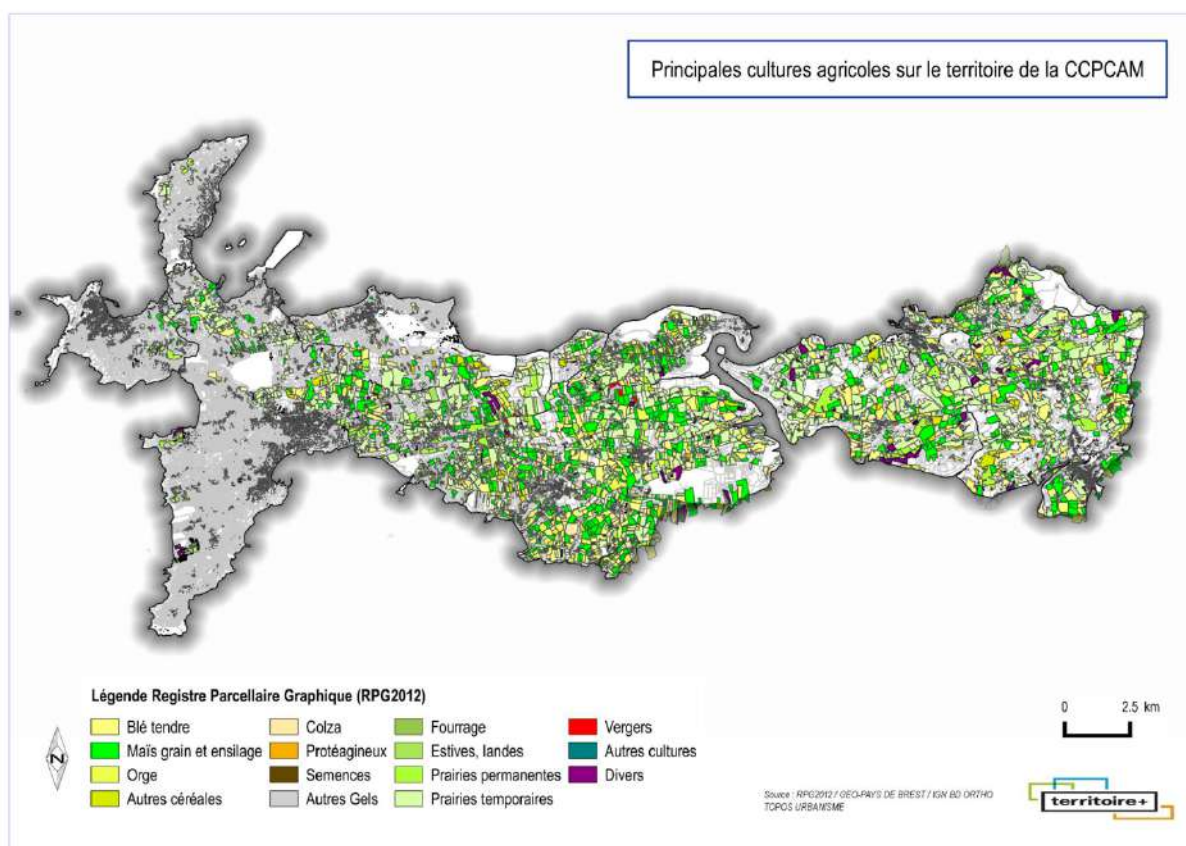 Principales cultures agricoles sur le territoire de la CCPCAM
Légende Registre Parcellaire Graphique (RPG2012)
Blé tendre
Maïs grain et ensilage
Orge
Autres céréales
Colza
Protéagineux
Semences
Autres Gels
Fourrage
Estives, landes
Prairies permanentes
Prairies temporaires
Vergers
Autres cultures
Divers
N
0 2.5 km
Source : RPG2012 / GEO-PAYS DE BREST / IGN BD ORTHO
TOPOS URBANISME
territoire+